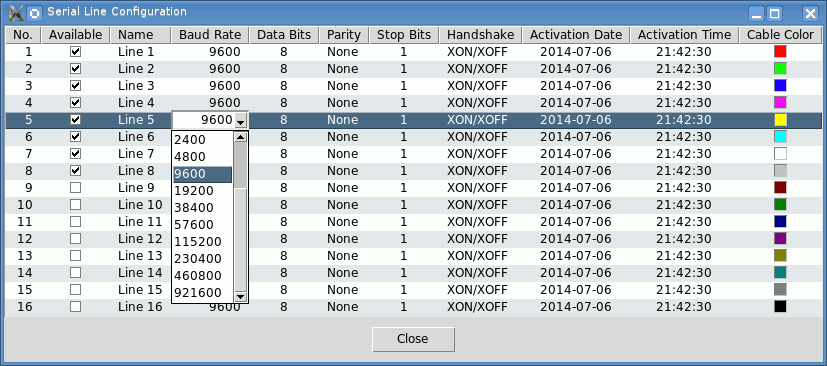 Serial Line Configuration
No. Available Name Baud Rate Data Bits Parity Stop Bits Handshake Activation Date Activation Time Cable Color
1 Line 1 9600 8 None 1 XON/XOFF 2014-07-06 21:42:30
2 Line 2 9600 8 None 1 XON/XOFF 2014-07-06 21:42:30
3 Line 3 9600 8 None 1 XON/XOFF 2014-07-06 21:42:30
4 Line 4 9600 8 None 1 XON/XOFF 2014-07-06 21:42:30
5 Line 5 9600 8 None 1 XON/XOFF 2014-07-06 21:42:30
6 Line 6 2400 8 None 1 XON/XOFF 2014-07-06 21:42:30
7 Line 7 4800 8 None 1 XON/XOFF 2014-07-06 21:42:30
8 Line 8 9600 8 None 1 XON/XOFF 2014-07-06 21:42:30
9 Line 9 19200 8 None 1 XON/XOFF 2014-07-06 21:42:30
10 Line 10 38400 8 None 1 XON/XOFF 2014-07-06 21:42:30
11 Line 11 57600 8 None 1 XON/XOFF 2014-07-06 21:42:30
12 Line 12 115200 8 None 1 XON/XOFF 2014-07-06 21:42:30
13 Line 13 230400 8 None 1 XON/XOFF 2014-07-06 21:42:30
14 Line 14 460800 8 None 1 XON/XOFF 2014-07-06 21:42:30
15 Line 15 921600 8 None 1 XON/XOFF 2014-07-06 21:42:30
16 Line 16 9600 8 None 1 XON/XOFF 2014-07-06 21:42:30
Close